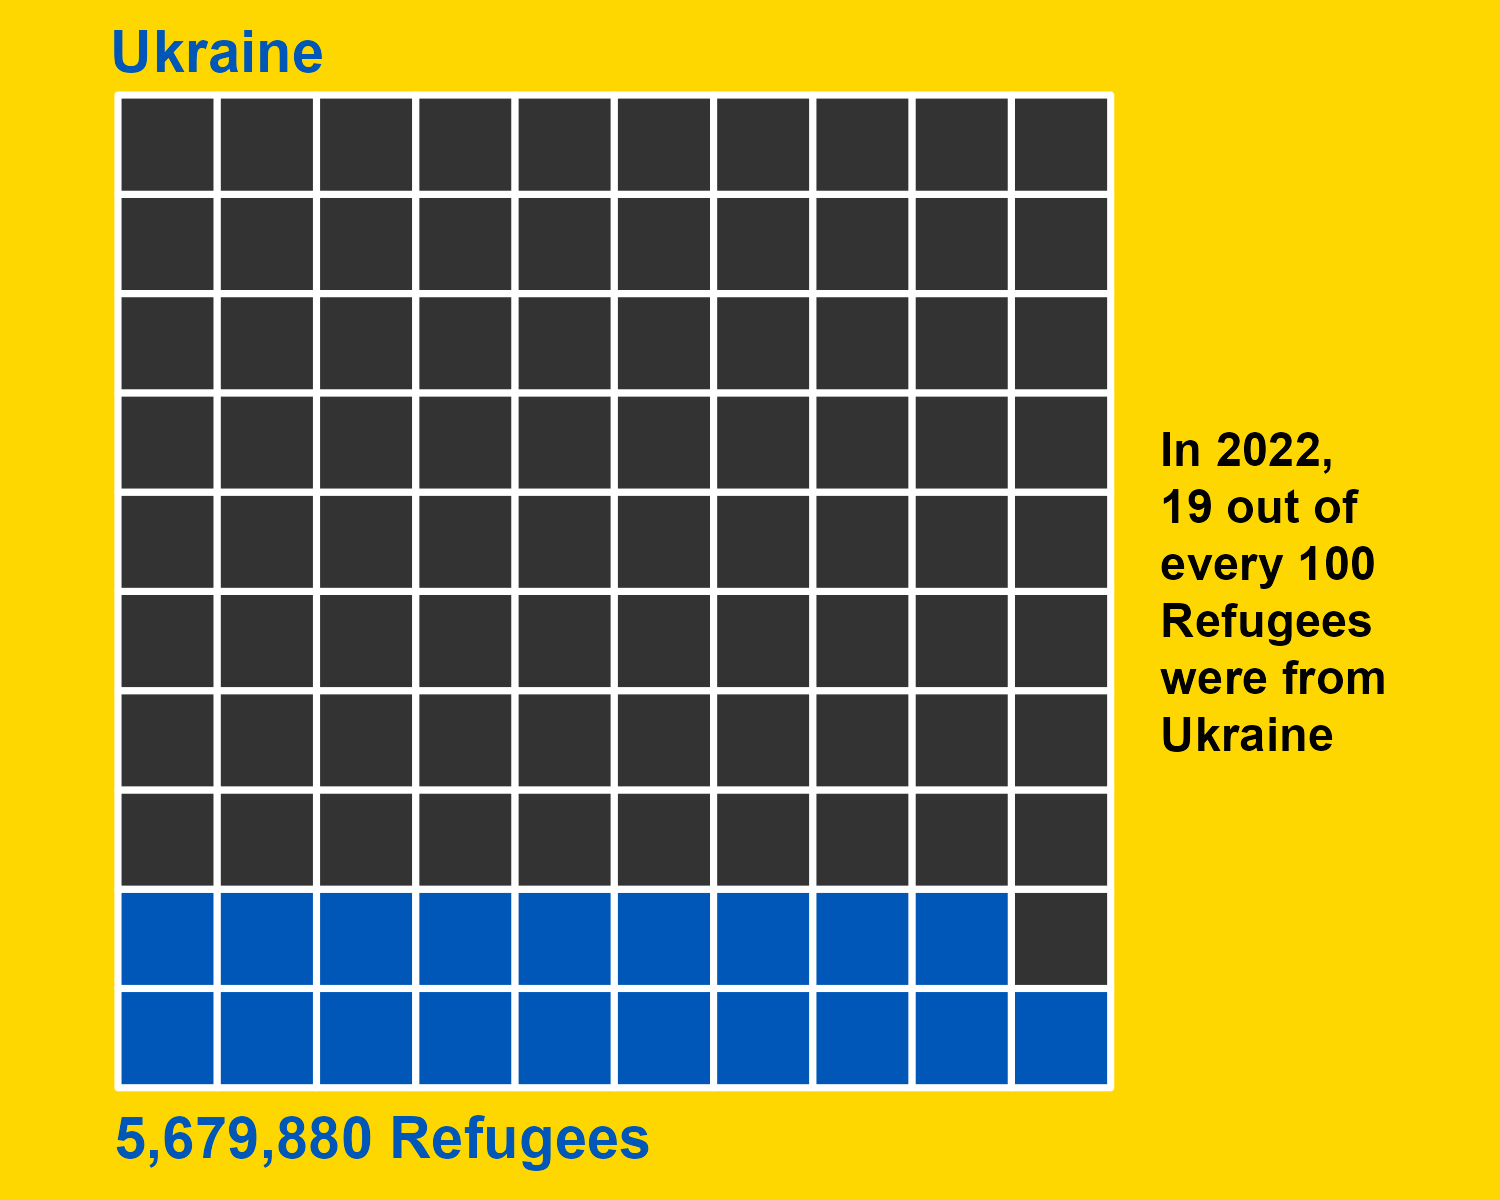 Ukraine
In 2022,
19 out of
every 100
Refugees
were from
Ukraine
5,679,880 Refugees